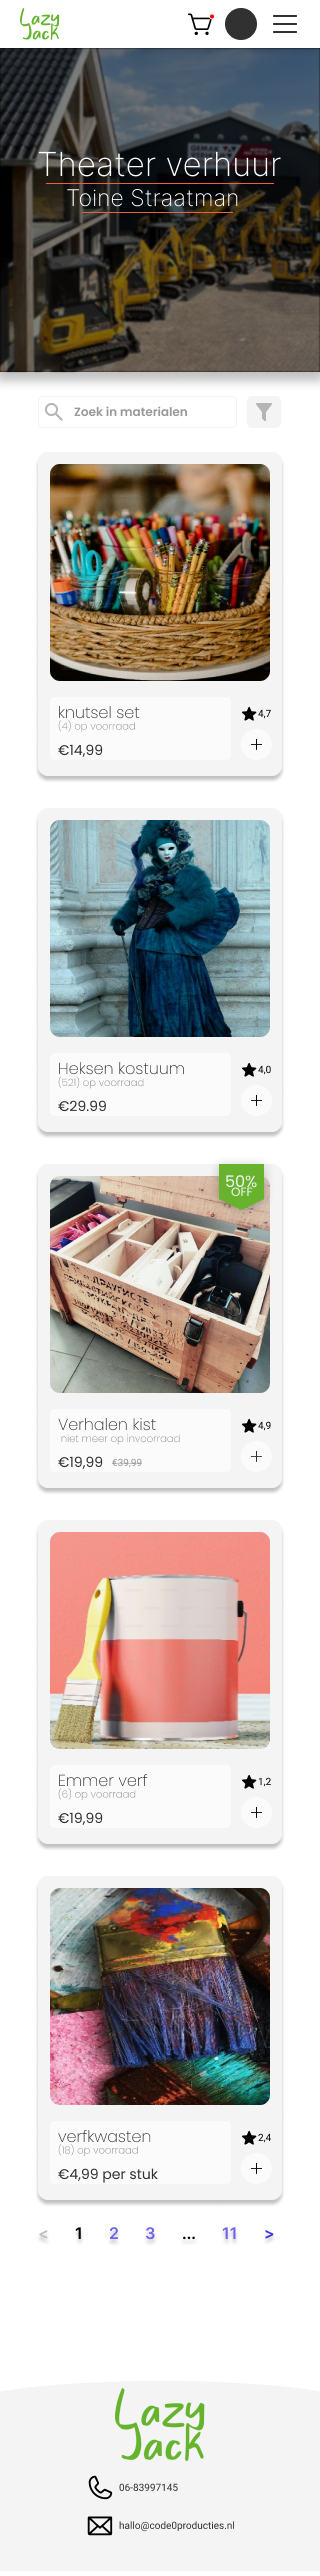 Lazy
Jack
Theater verhuur
Toine Straatman
Zoek in materialen
knutsel set
(4) op voorraad
€14,99
4,7
+
Heksen kostuum
(521) op voorraad
€29.99
4,0
+
50%
OFF
Verhalen kist
niet meer op invoorraad
€19,99 €39,99
4,9
+
Emmer verf
(6) op voorraad
€19,99
1,2
+
verfkwasten
(18) op voorraad
€4,99 per stuk
2,4
+
< 1 2 3 ... 11 >
Lazy
Jack
06-83997145
hallo@code0producties.nl